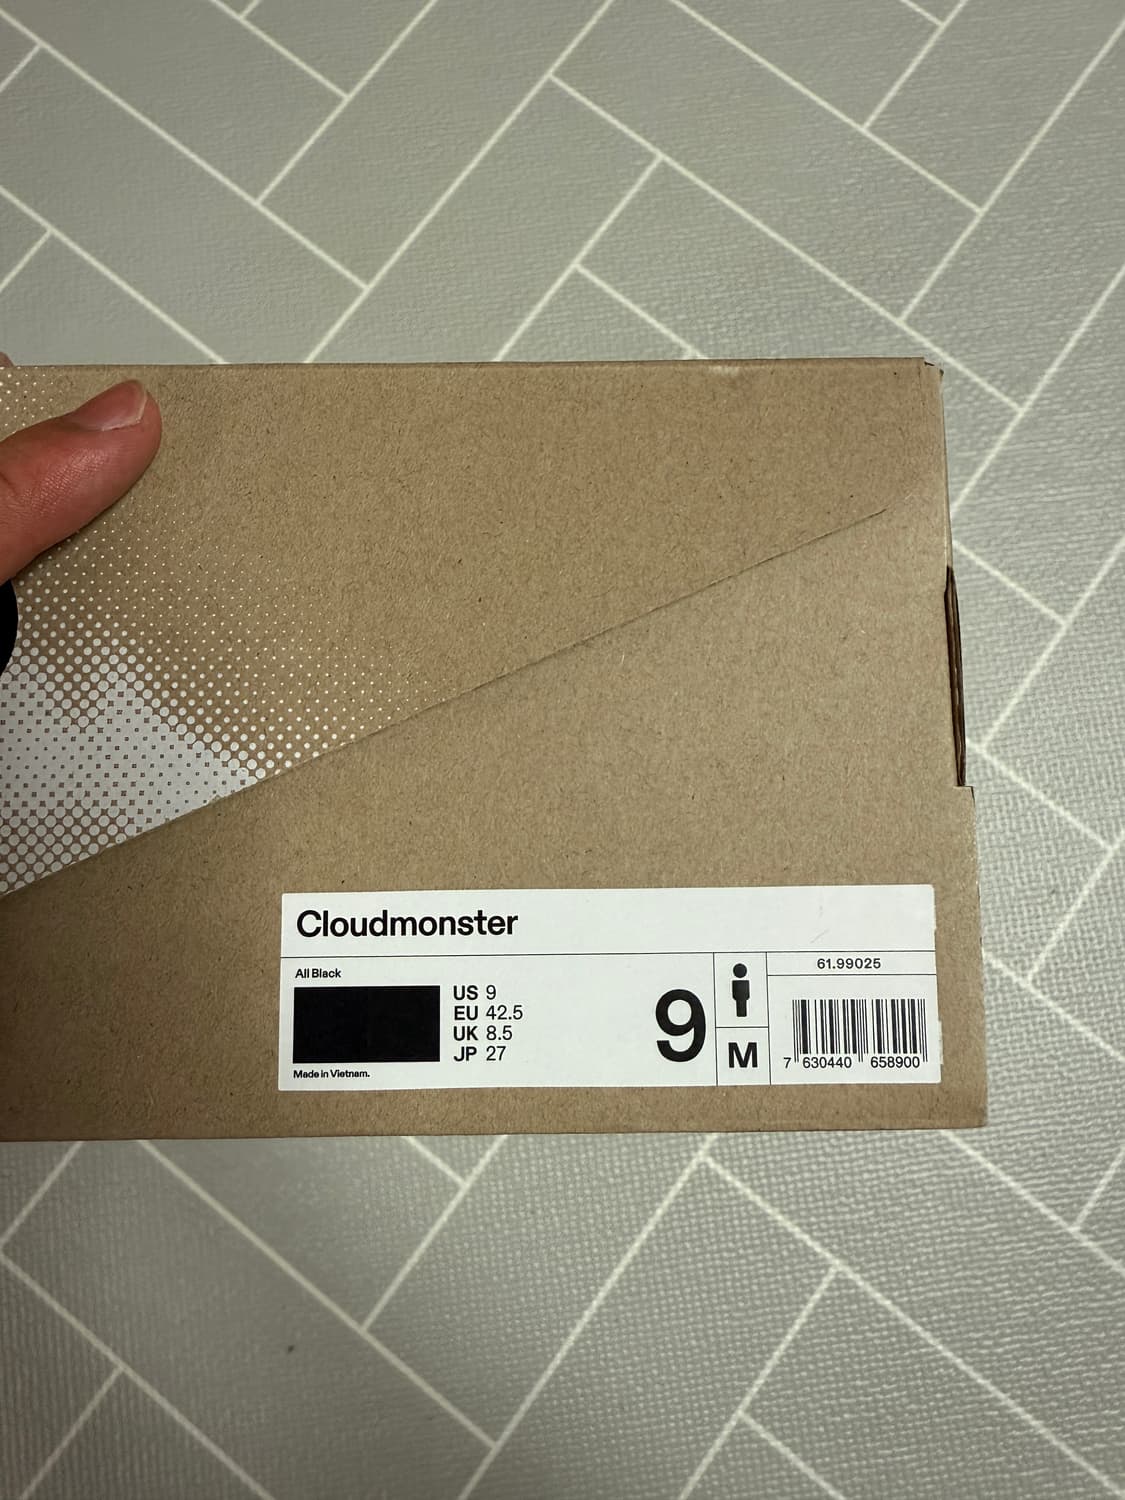 Cloudmonster
All Black
US 9
EU 42.5
UK 8.5
JP 27
Made in Vietnam.
9
M
61.99025
7 630440 658900